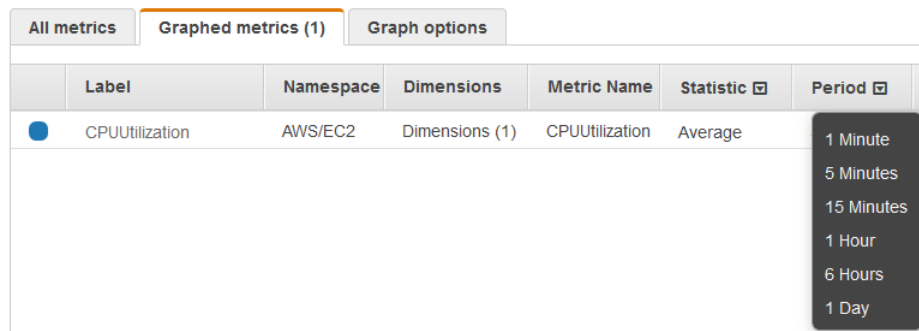 All metrics Graphed metrics (1) Graph options
Label Namespace Dimensions Metric Name Statistic Period
CPUUtilization AWS/EC2 Dimensions (1) CPUUtilization Average
1 Minute
5 Minutes
15 Minutes
1 Hour
6 Hours
1 Day